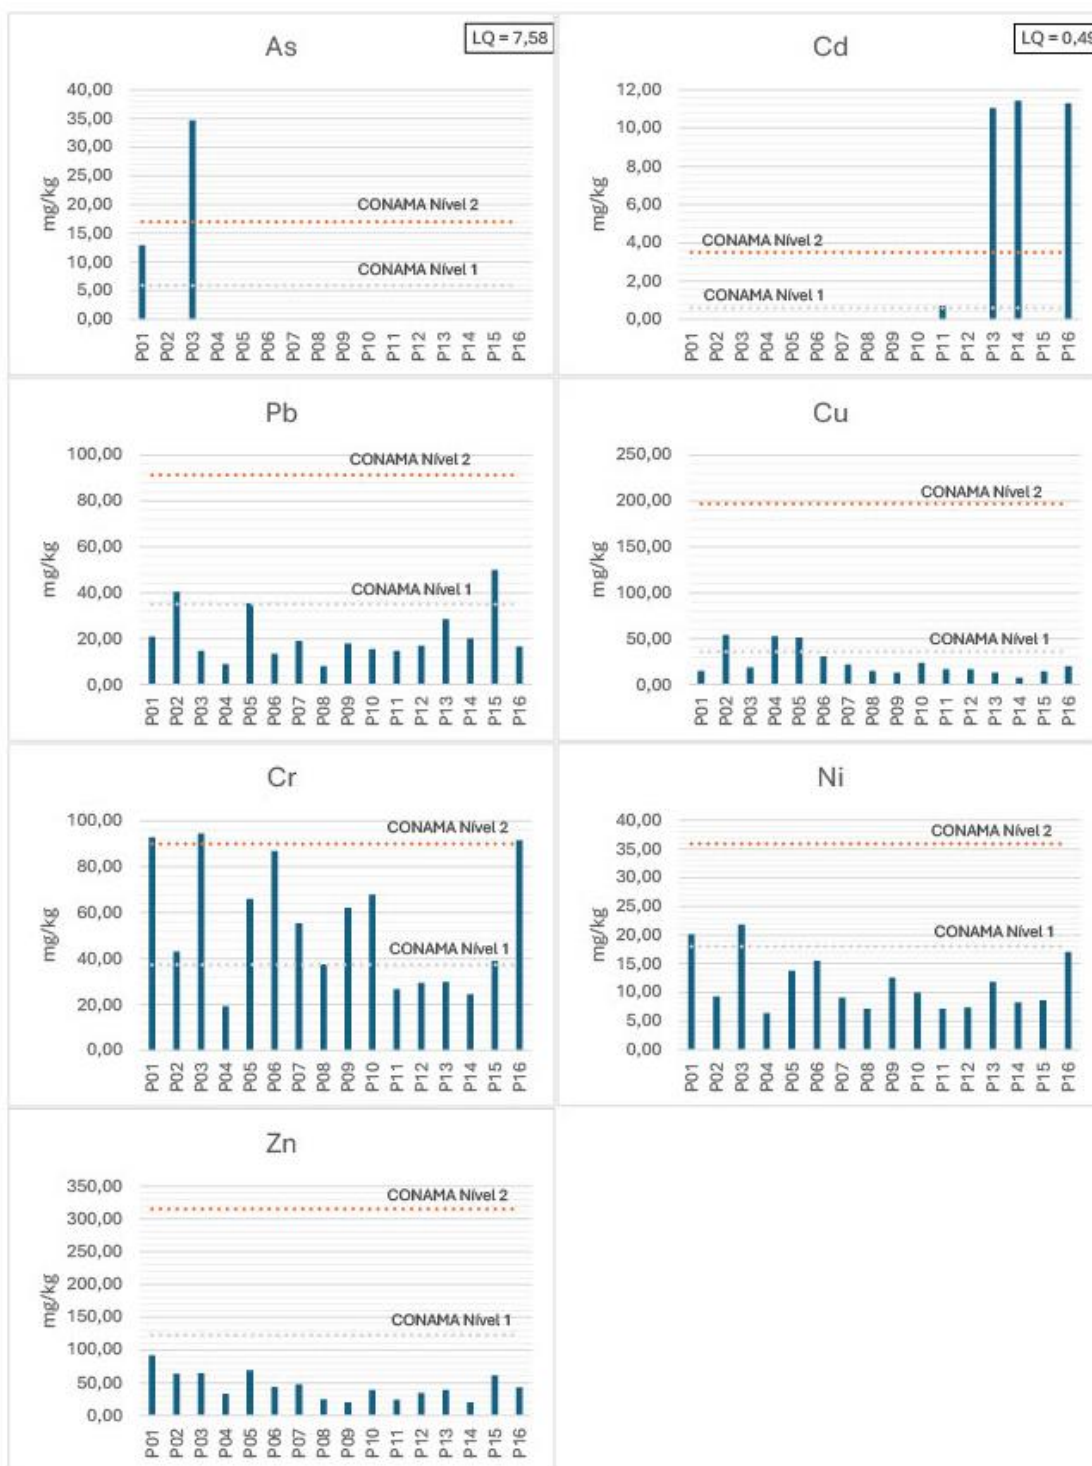 As
LQ = 7,58
40,00
35,00
30,00
25,00
20,00
15,00
10,00
5,00
0,00
mg/kg
CONAMA Nível 2
CONAMA Nível 1
P01 P02 P03 P04 P05 P06 P07 P08 P09 P10 P11 P12 P13 P14 P15 P16
Cd
LQ = 0,49
12,00
10,00
8,00
6,00
4,00
2,00
0,00
mg/kg
CONAMA Nível 2
CONAMA Nível 1
P01 P02 P03 P04 P05 P06 P07 P08 P09 P10 P11 P12 P13 P14 P15 P16
Pb
100,00
80,00
60,00
40,00
20,00
0,00
mg/kg
CONAMA Nível 2
CONAMA Nível 1
P01 P02 P03 P04 P05 P06 P07 P08 P09 P10 P11 P12 P13 P14 P15 P16
Cu
250,00
200,00
150,00
100,00
50,00
0,00
mg/kg
CONAMA Nível 2
CONAMA Nível 1
P01 P02 P03 P04 P05 P06 P07 P08 P09 P10 P11 P12 P13 P14 P15 P16
Cr
100,00
80,00
60,00
40,00
20,00
0,00
mg/kg
CONAMA Nível 2
CONAMA Nível 1
P01 P02 P03 P04 P05 P06 P07 P08 P09 P10 P11 P12 P13 P14 P15 P16
Ni
40,00
35,00
30,00
25,00
20,00
15,00
10,00
5,00
0,00
mg/kg
CONAMA Nível 2
CONAMA Nível 1
P01 P02 P03 P04 P05 P06 P07 P08 P09 P10 P11 P12 P13 P14 P15 P16
Zn
350,00
300,00
250,00
200,00
150,00
100,00
50,00
0,00
mg/kg
CONAMA Nível 2
CONAMA Nível 1
P01 P02 P03 P04 P05 P06 P07 P08 P09 P10 P11 P12 P13 P14 P15 P16